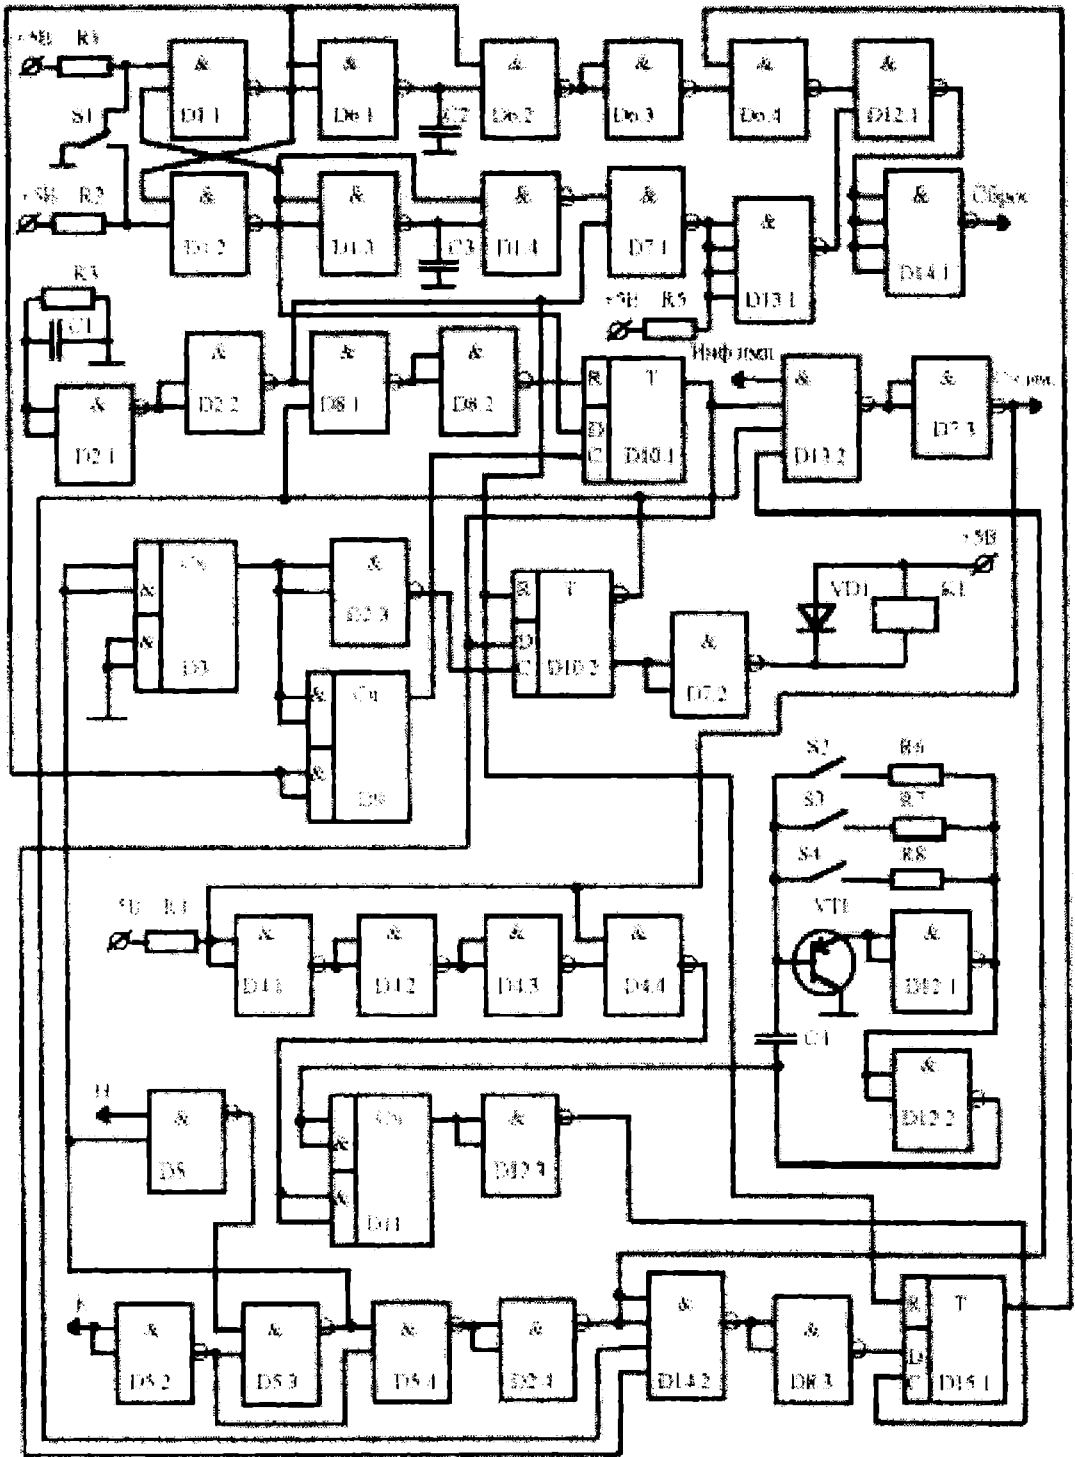 +5В R1
& & & & & &
S1
D1.1 D6.1 C2 D6.2 D6.3 D6.4 D12.1
+5В R2
& & & & & & Сброс
D1.2 D1.3 C3 D1.4 D7.1 D13.1 D14.1
R3
C1
+5В R5
& & & & R T & &
D2.1 D2.2 D8.1 D8.2 D C D10.1 D13.2 D7.3
+5В
& & & R T VD1 K1
D3 D2.3 D C D10.2 &
D7.2
& &
S2 R6
S3 R7
S4 R8
R4 VT1
& & & & &
D4.1 D4.2 D4.3 D4.4 D12.1
C4
&
D12.2
& & & &
D5 D11 D12.3
& & & & & & R T
D5.2 D5.3 D5.4 D2.4 D14.2 D8.3 D C D15.1